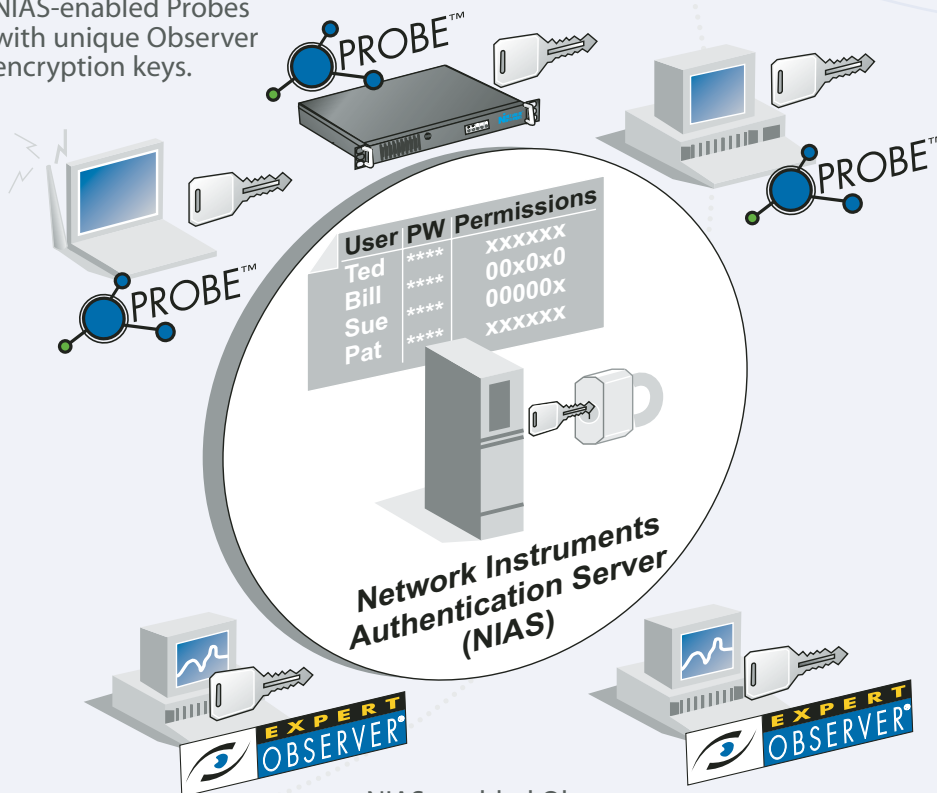 NIAS-enabled Probes
with unique Observer
encryption keys.
PROBE™
PROBE™
PROBE™
User PW Permissions
Ted **** xxxxxx
Bill **** 00x0x0
Sue **** 00000x
Pat **** xxxxxx
Network Instruments
Authentication Server
(NIAS)
EXPERT
OBSERVER®
EXPERT
OBSERVER®